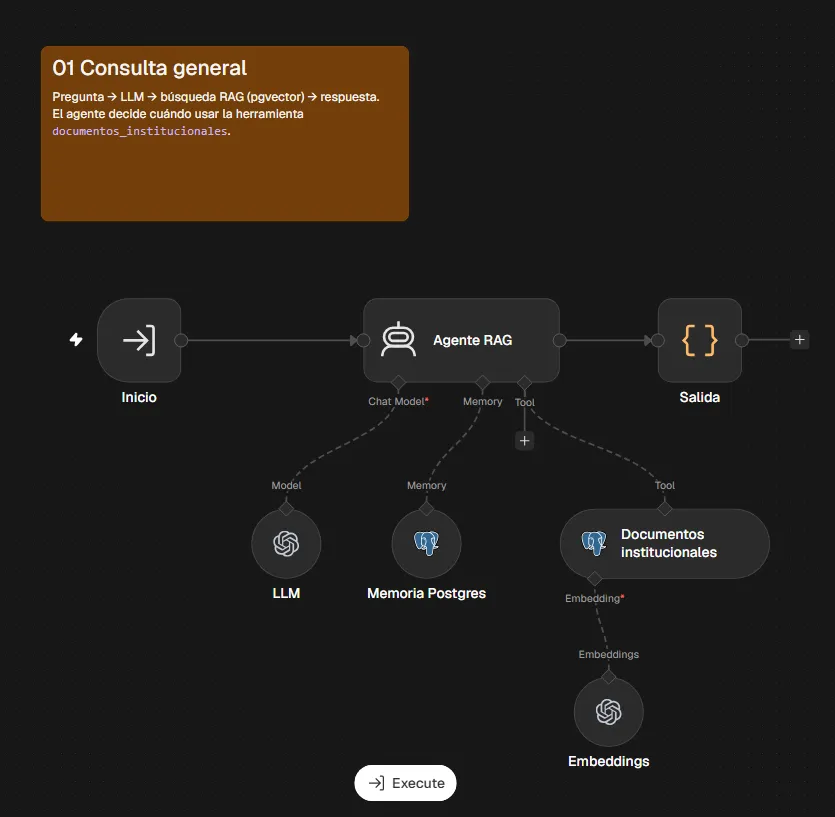 01 Consulta general
Pregunta → LLM → búsqueda RAG (pgvector) → respuesta.
El agente decide cuándo usar la herramienta
documentos_institucionales.
Agente RAG
Inicio
Salida
Chat Model*
Memory
Tool
Model
Memory
Tool
Documentos
institucionales
LLM
Memoria Postgres
Embedding*
Embeddings
Embeddings
Execute